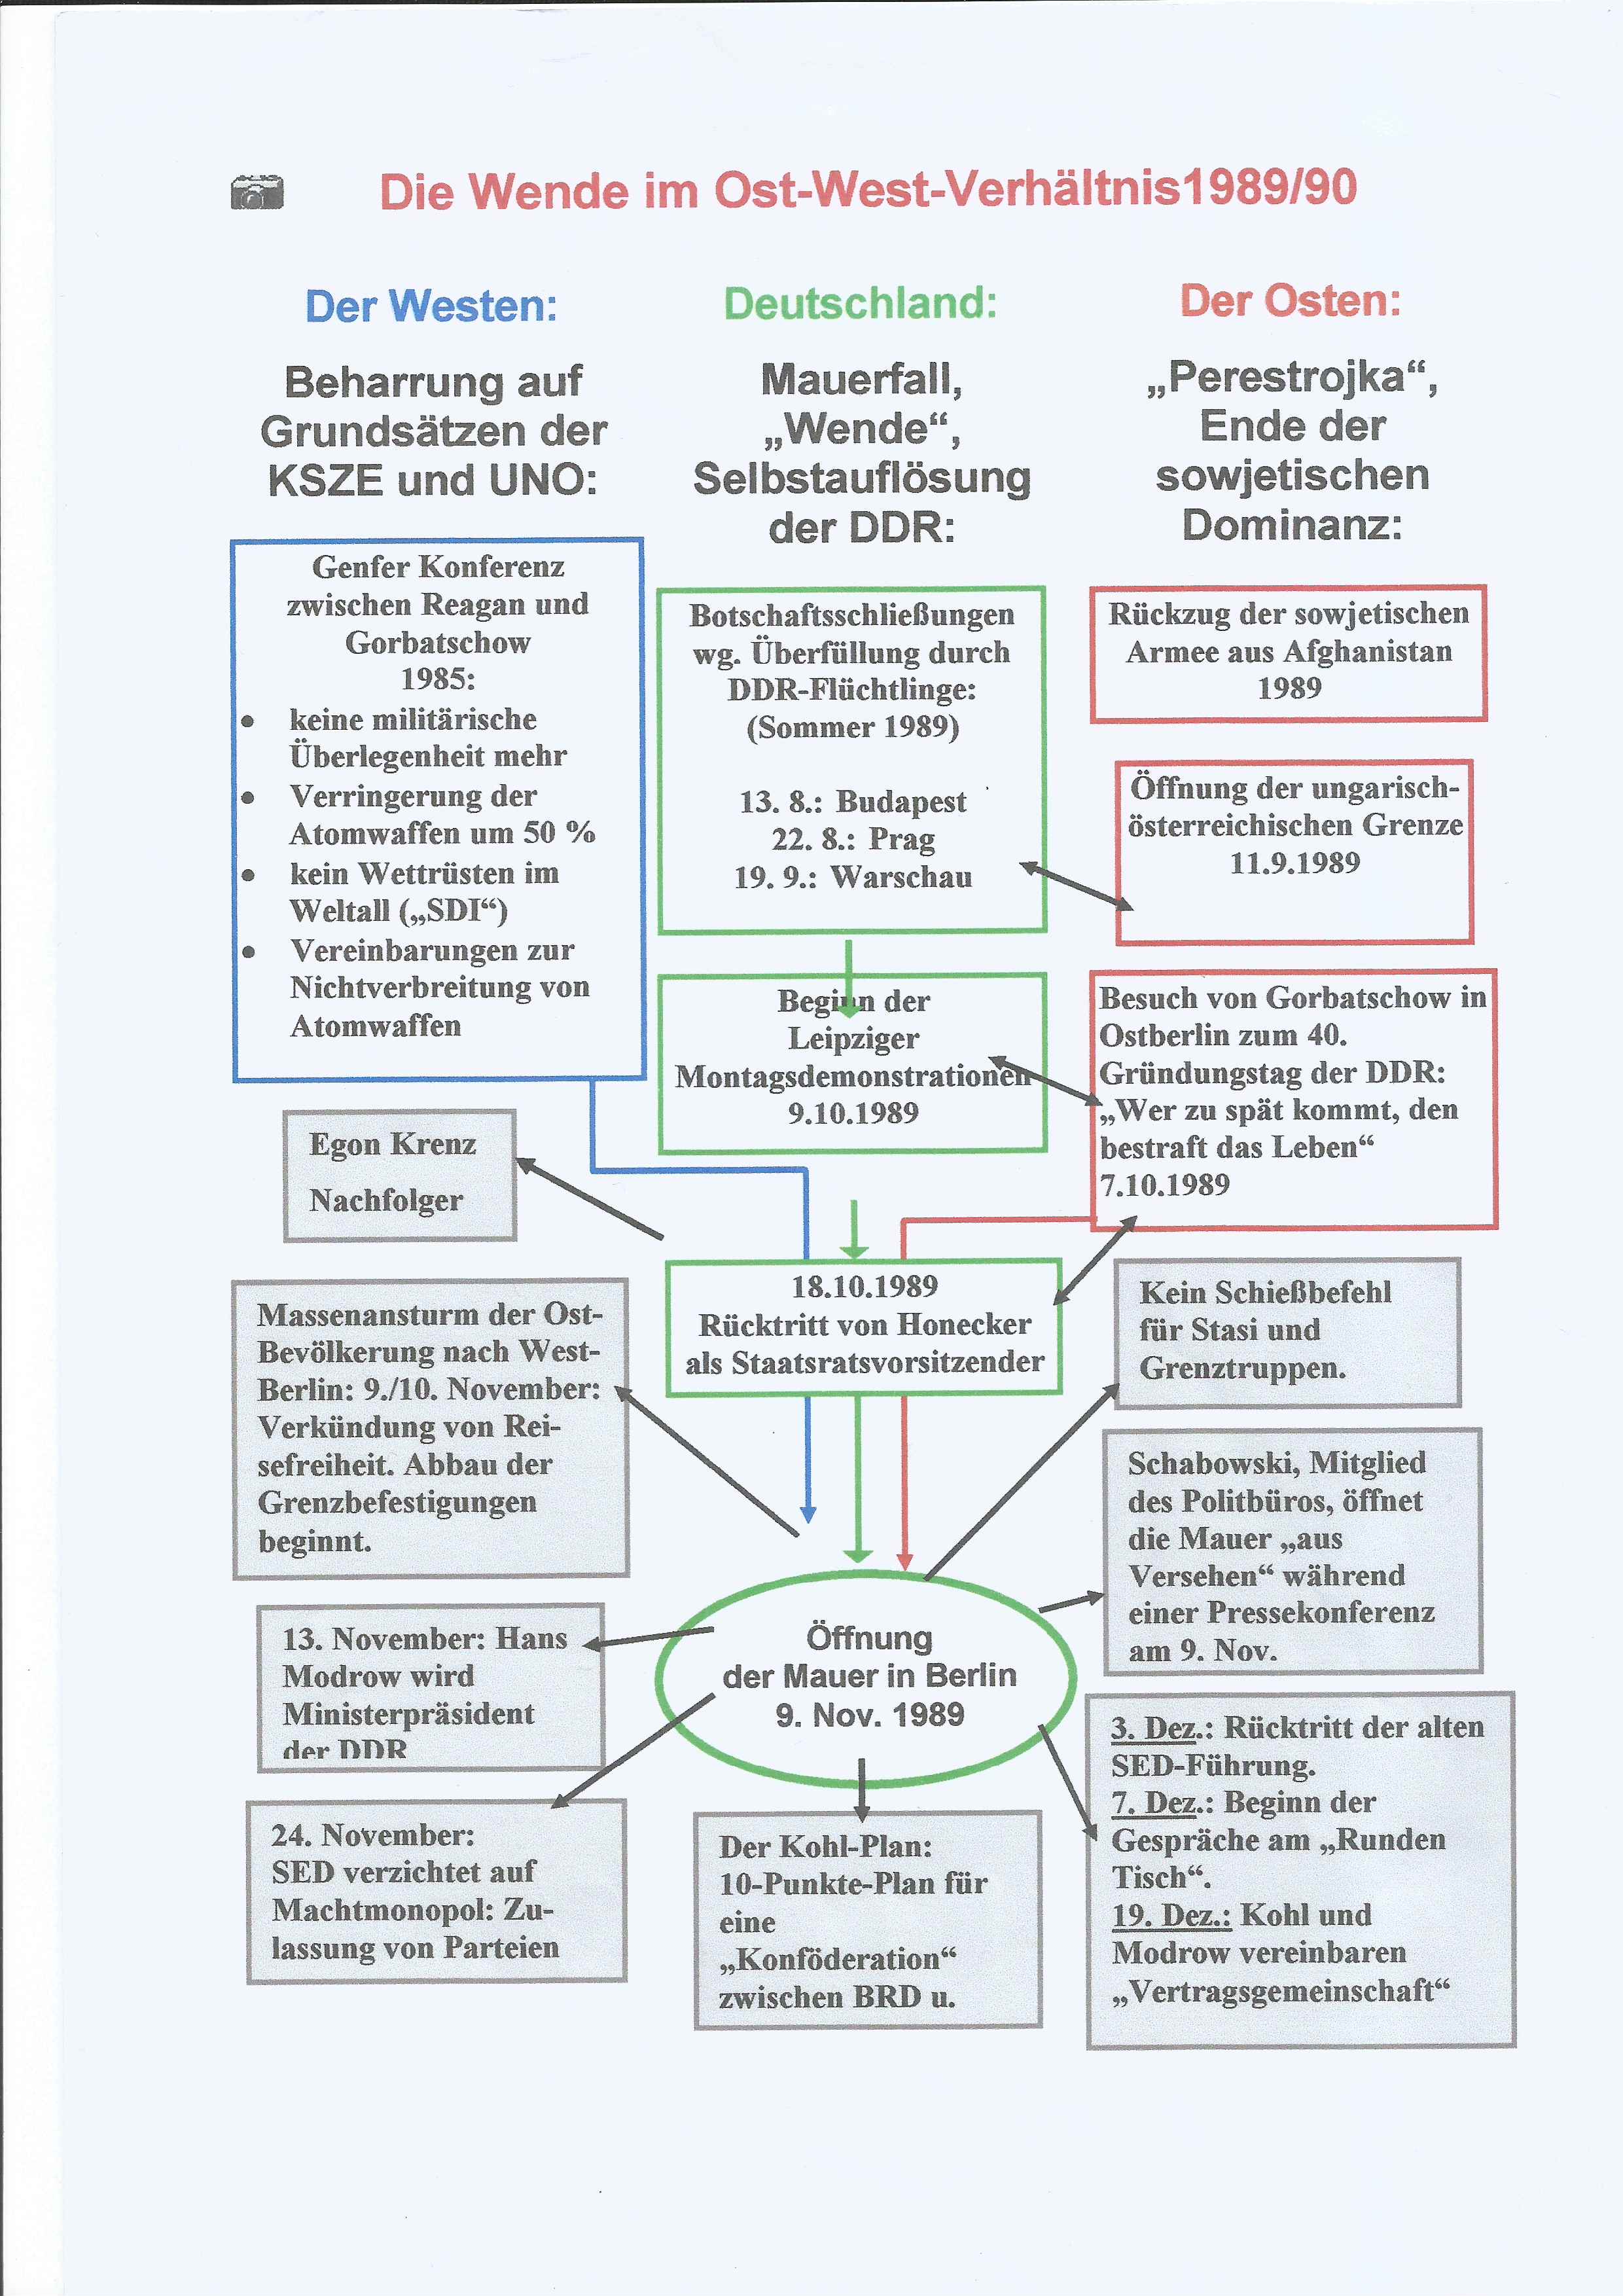 Die Wende im Ost-West-Verhältnis1989/90
Der Westen:
Beharrung auf
Grundsätzen der
KSZE und UNO:
Genfer Konferenz
zwischen Reagan und
Gorbatschow
1985:
• keine militärische
Überlegenheit mehr
• Verringerung der
Atomwaffen um 50 %
• kein Wettrüsten im
Weltall („SDI“)
• Vereinbarungen zur
Nichtverbreitung von
Atomwaffen
Deutschland:
Mauerfall,
„Wende“,
Selbstauflösung
der DDR:
Botschaftsschließungen
wg. Überfüllung durch
DDR-Flüchtlinge:
(Sommer 1989)
13. 8.: Budapest
22. 8.: Prag
19. 9.: Warschau
Beginn der
Leipziger
Montagsdemonstrationen
9.10.1989
Der Osten:
„Perestrojka“,
Ende der
sowjetischen
Dominanz:
Rückzug der sowjetischen
Armee aus Afghanistan
1989
Öffnung der ungarisch-
österreichischen Grenze
11.9.1989
Besuch von Gorbatschow in
Ostberlin zum 40.
Gründungstag der DDR:
„Wer zu spät kommt, den
bestraft das Leben“
7.10.1989
Egon Krenz
Nachfolger
18.10.1989
Rücktritt von Honecker
als Staatsratsvorsitzender
Kein Schießbefehl
für Stasi und
Grenztruppen.
Massenansturm der Ost-
Bevölkerung nach West-
Berlin: 9./10. November:
Verkündung von Rei-
sefreiheit. Abbau der
Grenzbefestigungen
beginnt.
Schabowski, Mitglied
des Politbüros, öffnet
die Mauer „aus
Versehen“ während
einer Pressekonferenz
am 9. Nov.
13. November: Hans
Modrow wird
Ministerpräsident
der DDR
Öffnung
der Mauer in Berlin
9. Nov. 1989
24. November:
SED verzichtet auf
Machtmonopol: Zu-
lassung von Parteien
Der Kohl-Plan:
10-Punkte-Plan für
eine
„Konföderation“
zwischen BRD u.
3. Dez.: Rücktritt der alten
SED-Führung.
7. Dez.: Beginn der
Gespräche am „Runden
Tisch“.
19. Dez.: Kohl und
Modrow vereinbaren
„Vertragsgemeinschaft“